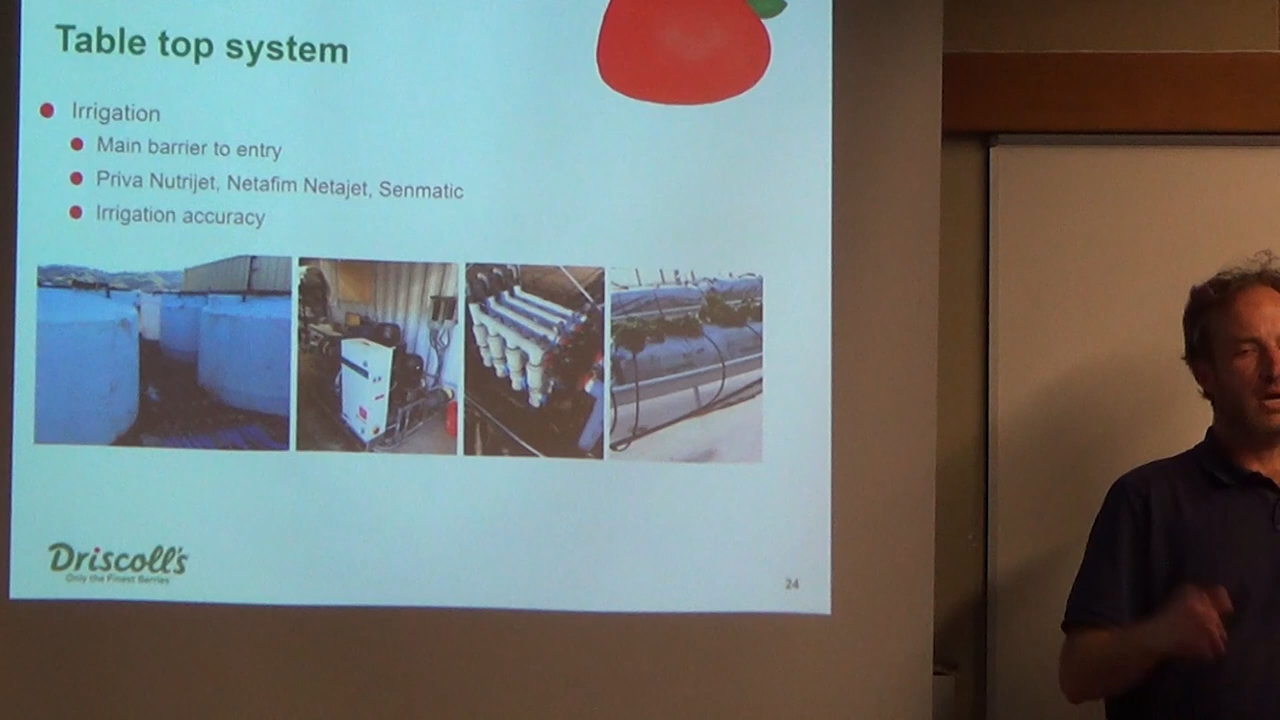 Table top system
Irrigation
Main barrier to entry
Priva Nutrijet, Netafim Netajet, Senmatic
Irrigation accuracy
Driscoll's
Only the Finest Berries
24